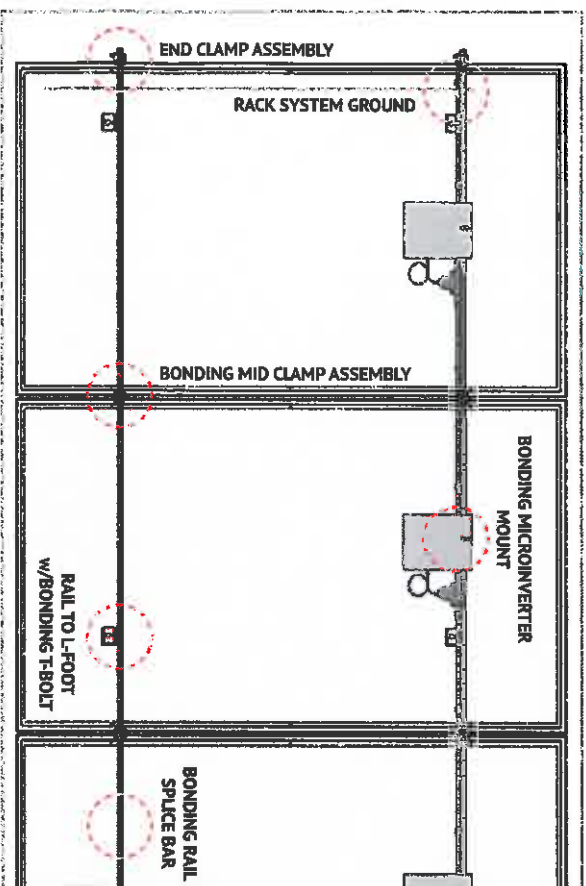 END CLAMP ASSEMBLY
RACK SYSTEM GROUND
BONDING MID CLAMP ASSEMBLY
BONDING MICROINVERTER
MOUNT
RAIL TO L-FOOT
w/BONDING T-BOLT
BONDING RAIL
SPLICE BAR